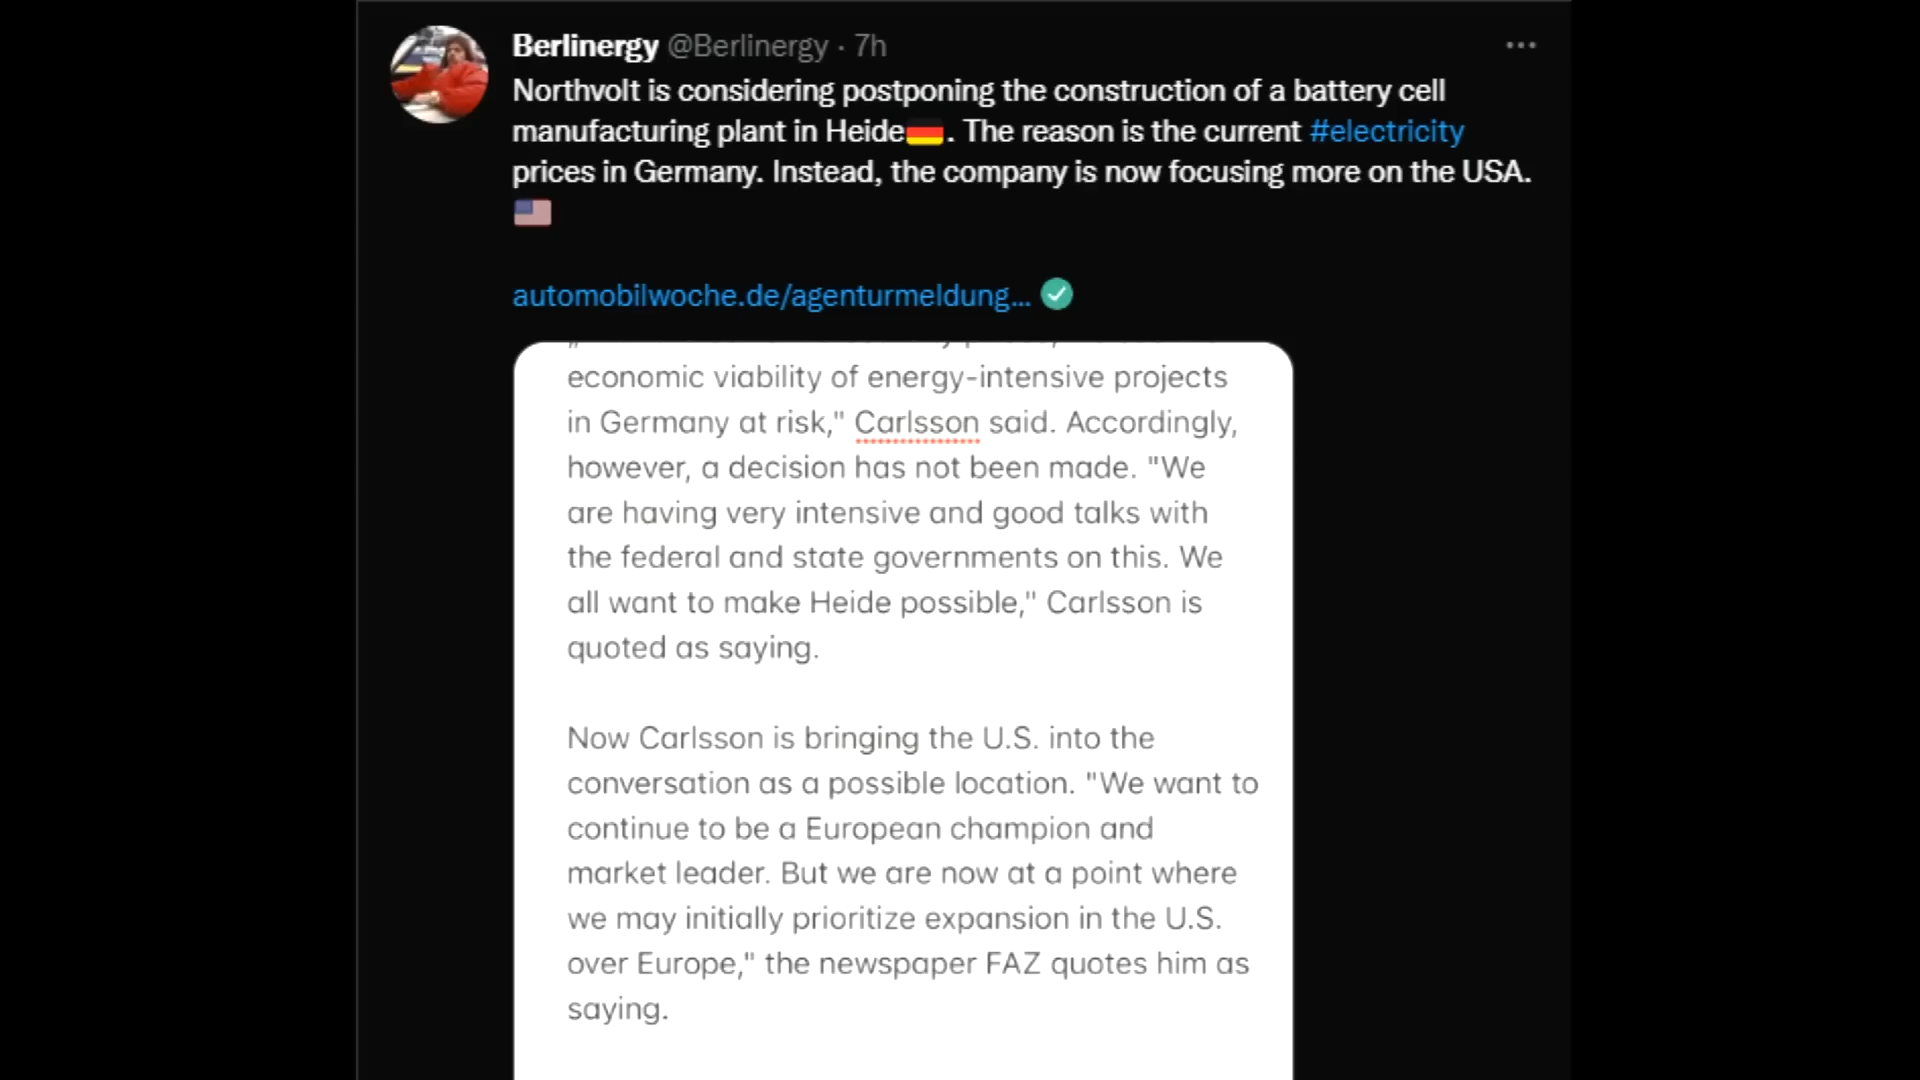 Berlinergy @Berlinergy · 7h
Northvolt is considering postponing the construction of a battery cell
manufacturing plant in Heide🇩🇪. The reason is the current #electricity
prices in Germany. Instead, the company is now focusing more on the USA.
🇺🇸
automobilwoche.de/agenturmeldung...
economic viability of energy-intensive projects
in Germany at risk," Carlsson said. Accordingly,
however, a decision has not been made. "We
are having very intensive and good talks with
the federal and state governments on this. We
all want to make Heide possible," Carlsson is
quoted as saying.
Now Carlsson is bringing the U.S. into the
conversation as a possible location. "We want to
continue to be a European champion and
market leader. But we are now at a point where
we may initially prioritize expansion in the U.S.
over Europe," the newspaper FAZ quotes him as
saying.